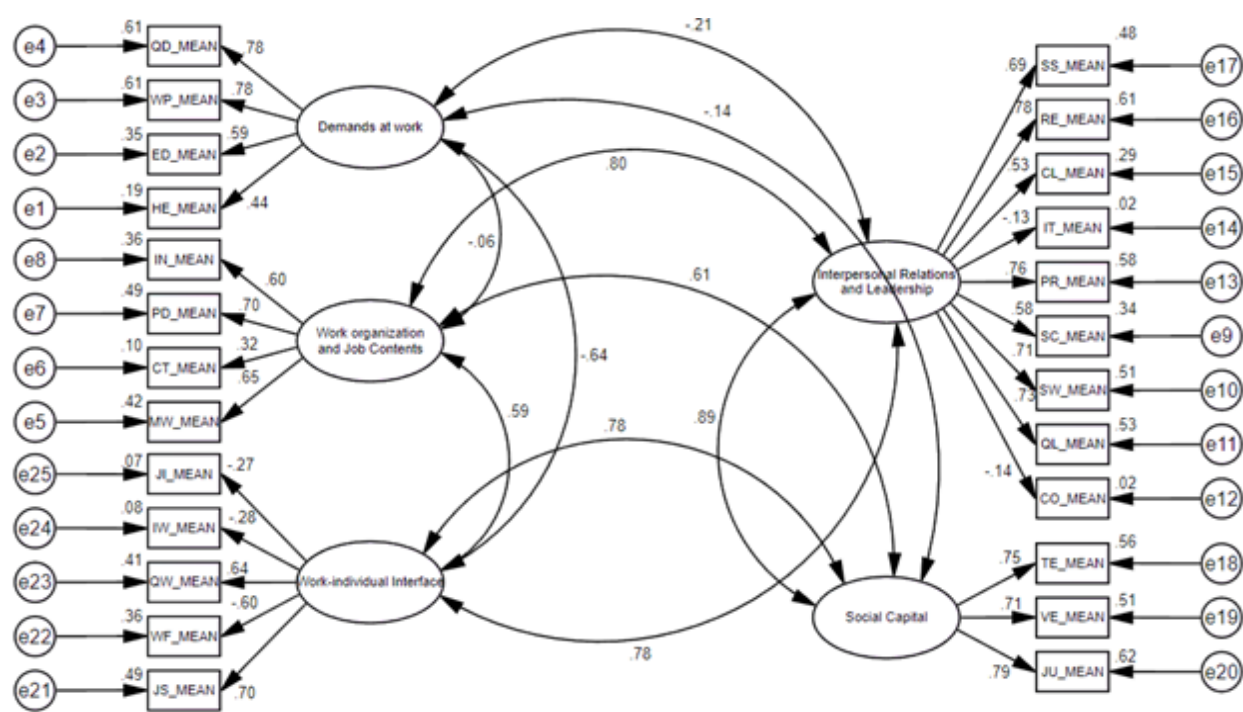 e4
.61
QD_MEAN
.78
e3
.61
WP_MEAN
.78
e2
.35
ED_MEAN
.59
e1
.19
HE_MEAN
.44
Demands at work
e8
.36
IN_MEAN
.60
e7
.49
PD_MEAN
.70
e6
.10
CT_MEAN
.32
e5
.42
MW_MEAN
.65
Work organization
and Job Contents
e25
.07
JI_MEAN
-.27
e24
.08
IW_MEAN
-.28
e23
.41
QW_MEAN
.64
e22
.36
WF_MEAN
-.60
e21
.49
JS_MEAN
.70
Work-individual Interface
-.21
-.14
.80
-.06
.61
-.64
.59
.78
.89
.78
Interpersonal Relations
and Leadership
.69
SS_MEAN
.48
e17
.78
RE_MEAN
.61
e16
.53
CL_MEAN
.29
e15
-.13
IT_MEAN
.02
e14
.76
PR_MEAN
.58
e13
.58
SC_MEAN
.34
e9
.71
SW_MEAN
.51
e10
.73
QL_MEAN
.53
e11
-.14
CO_MEAN
.02
e12
Social Capital
.75
TE_MEAN
.56
e18
.71
VE_MEAN
.51
e19
.79
JU_MEAN
.62
e20